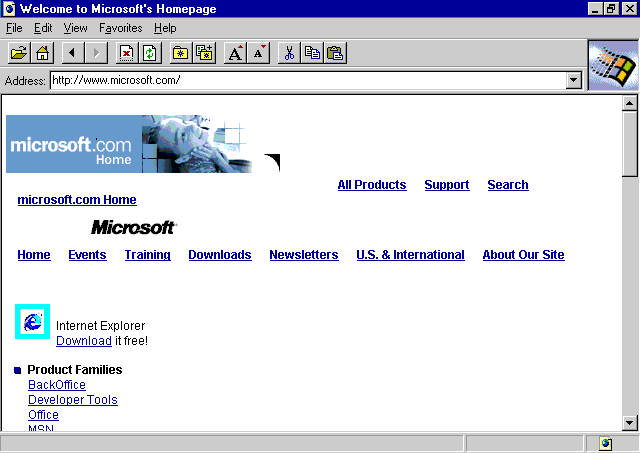 Welcome to Microsoft's Homepage
File Edit View Favorites Help
A A
Address: http://www.microsoft.com/
microsoft.com
Home
All Products Support Search
microsoft.com Home
Microsoft
Home Events Training Downloads Newsletters U.S. & International About Our Site
Internet Explorer
Download it free!
Product Families
BackOffice
Developer Tools
Office
MSN